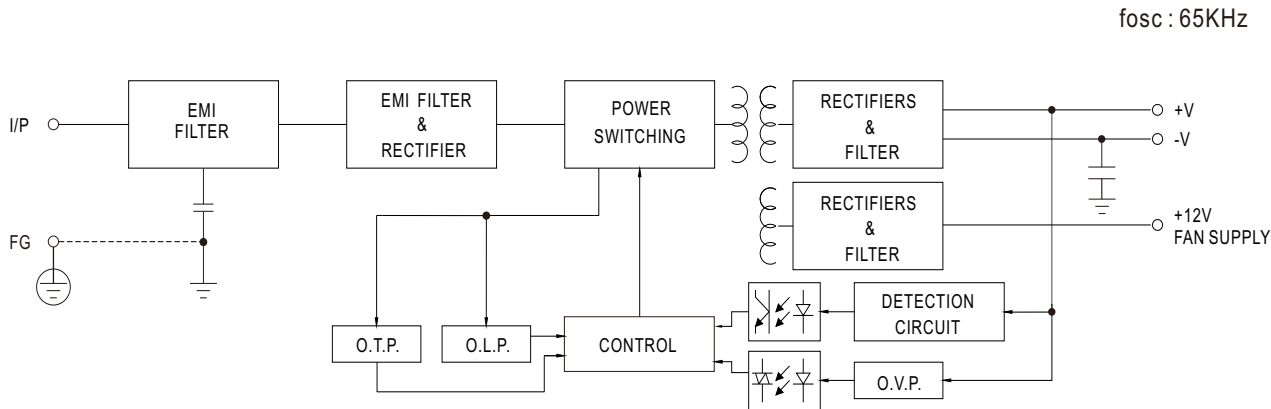 fosc : 65KHz
I/P
EMI
FILTER
EMI FILTER
&
RECTIFIER
POWER
SWITCHING
RECTIFIERS
&
FILTER
+V
-V
RECTIFIERS
&
FILTER
+12V
FAN SUPPLY
FG
O.T.P.
O.L.P.
CONTROL
DETECTION
CIRCUIT
O.V.P.